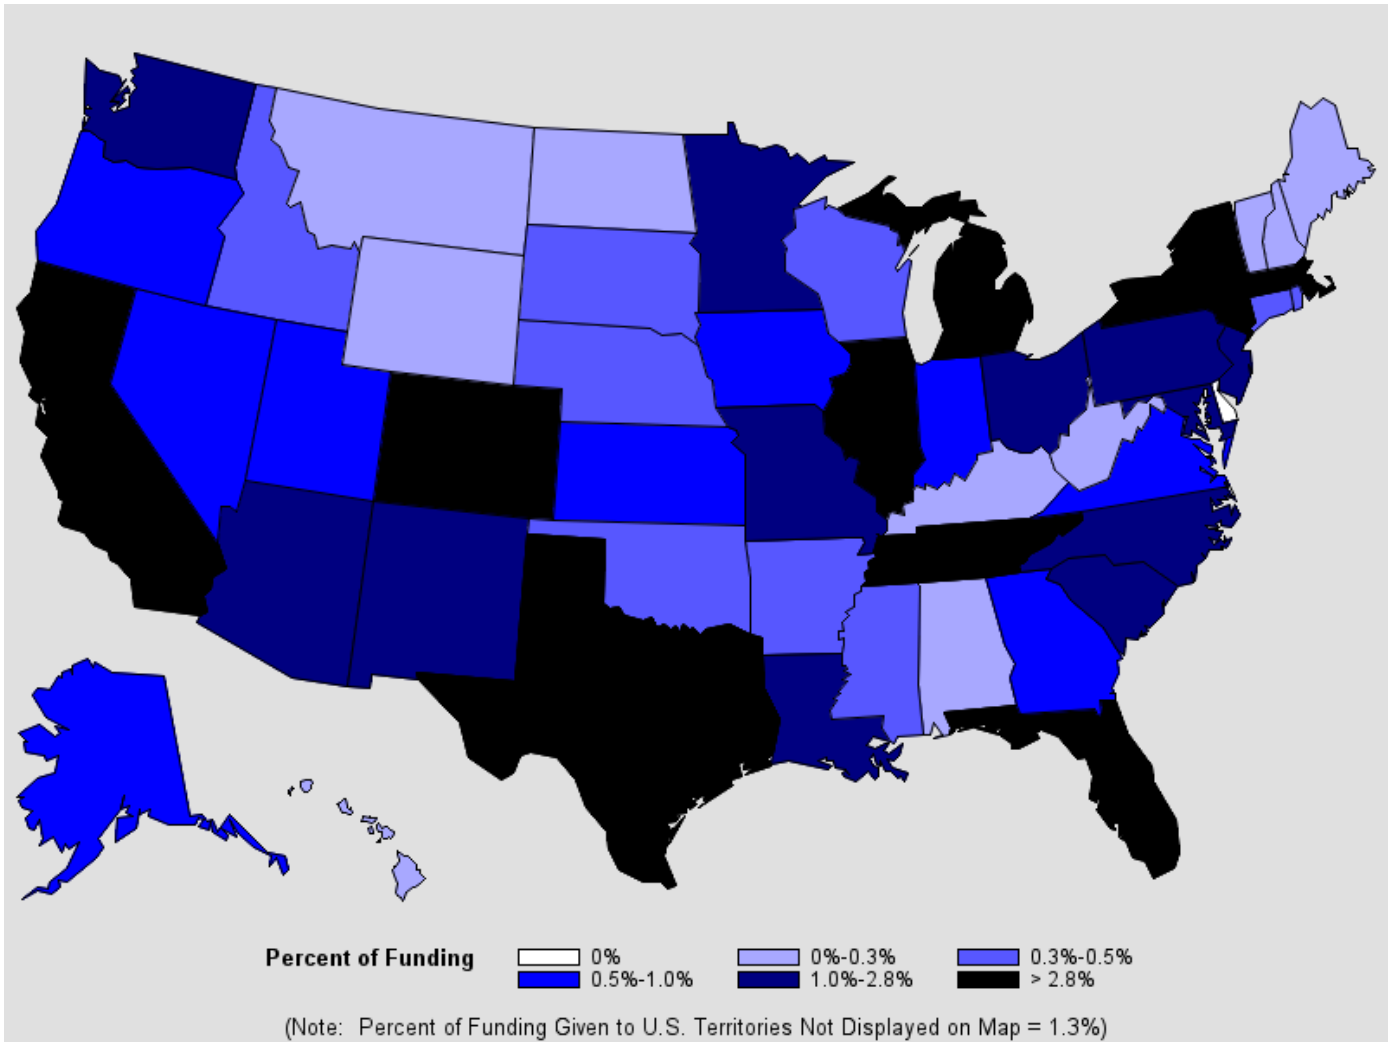 Percent of Funding 0% 0%-0.3% 0.3%-0.5%
0.5%-1.0% 1.0%-2.8% > 2.8%
(Note: Percent of Funding Given to U.S. Territories Not Displayed on Map = 1.3%)